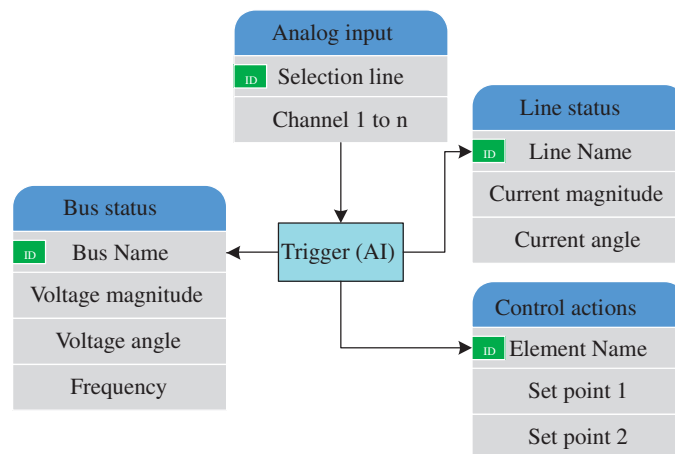 Analog input
ID Selection line
Channel 1 to n
Line status
ID Line Name
Current magnitude
Current angle
Bus status
ID Bus Name
Voltage magnitude
Voltage angle
Frequency
Trigger (AI)
Control actions
ID Element Name
Set point 1
Set point 2